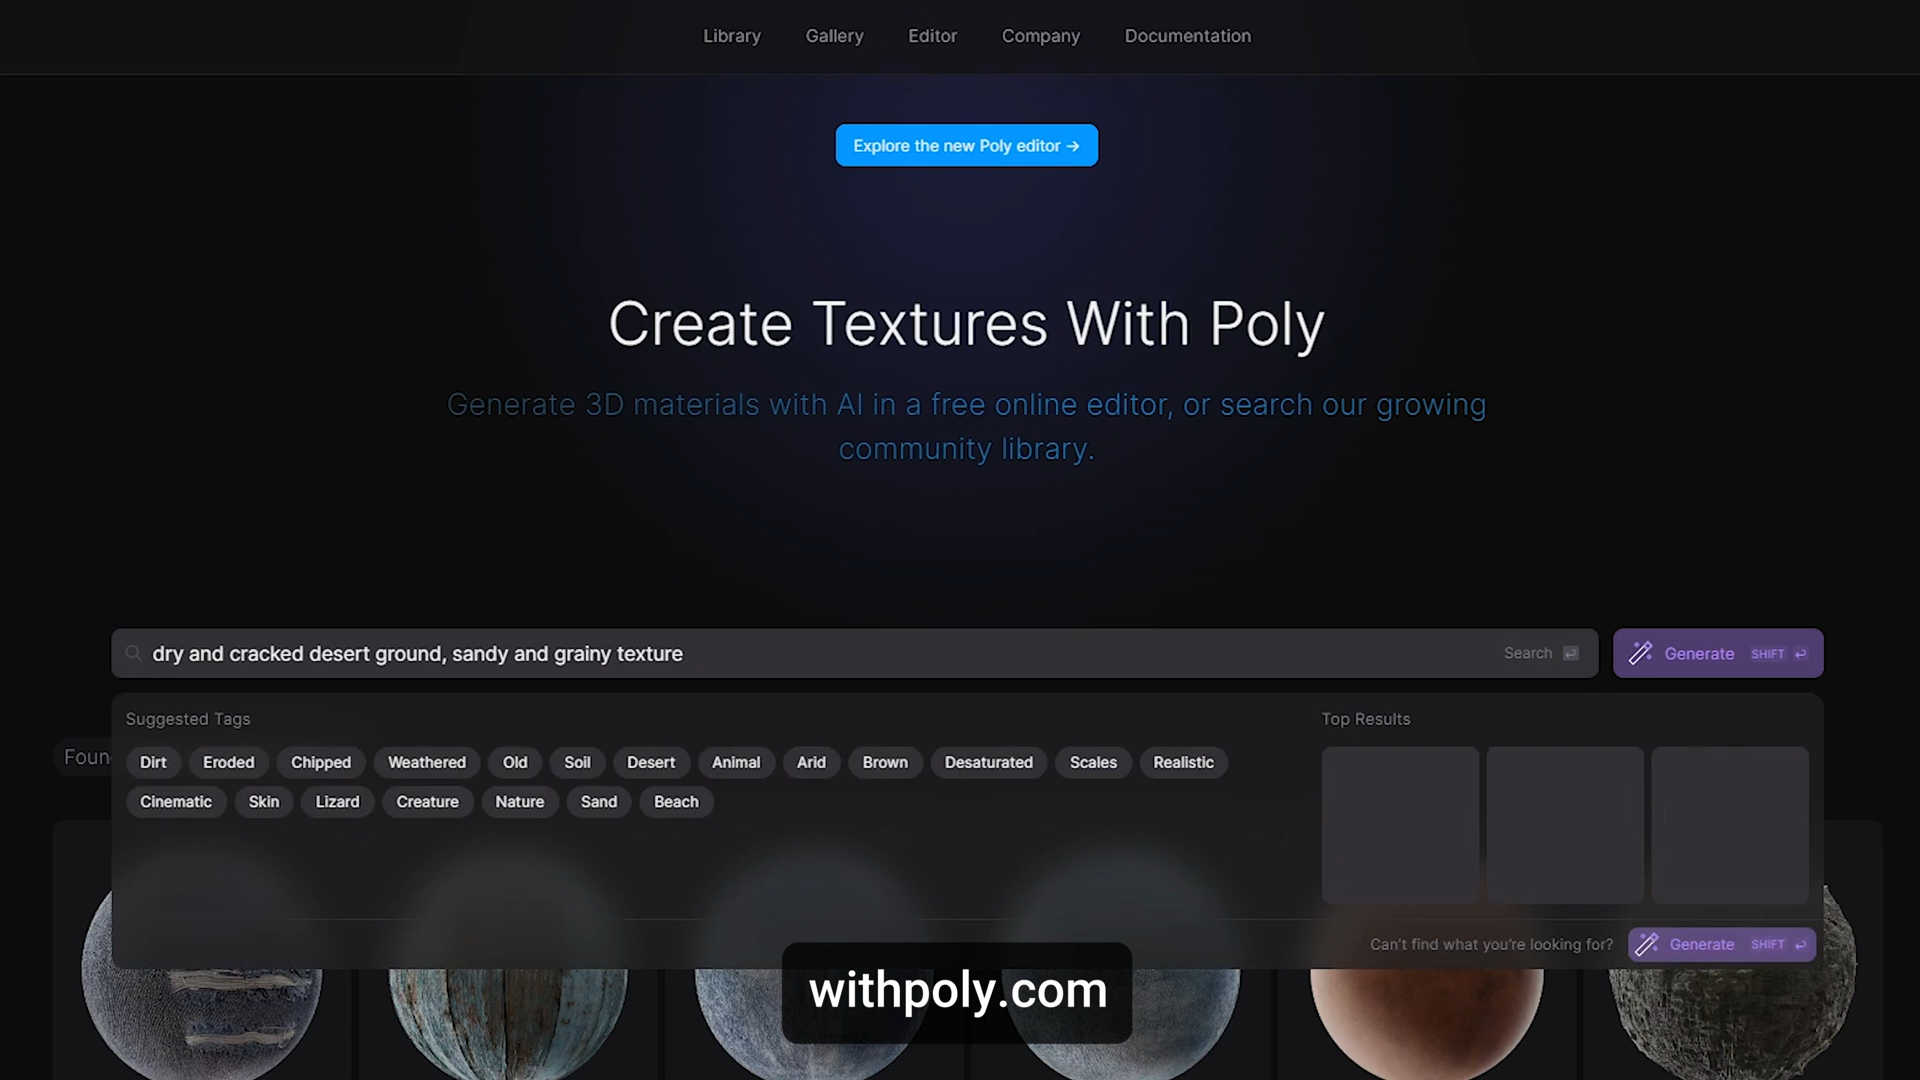 Library Gallery Editor Company Documentation
Explore the new Poly editor →
Create Textures With Poly
Generate 3D materials with AI in a free online editor, or search our growing
community library.
dry and cracked desert ground, sandy and grainy texture Search Generate SHIFT
Suggested Tags Top Results
Foun
Dirt Eroded Chipped Weathered Old Soil Desert Animal Arid Brown Desaturated Scales Realistic
Cinematic Skin Lizard Creature Nature Sand Beach
Can't find what you're looking for? Generate SHIFT
withpoly.com